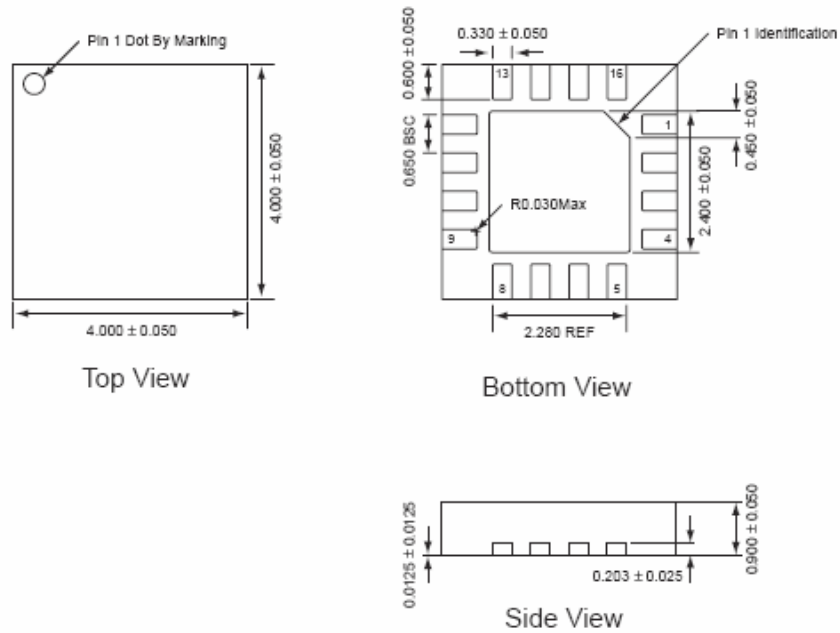 Pin 1 Dot By Marking
4.000 ± 0.050
4.000 ± 0.050
Top View
0.600 ± 0.050
0.330 ± 0.050
Pin 1 Identification
13
16
1
0.450 ± 0.050
0.650 BSC
2.400 ± 0.050
R0.030Max
9
4
8
5
2.280 REF
Bottom View
0.0125 ± 0.0125
0.203 ± 0.025
0.900 ± 0.050
Side View